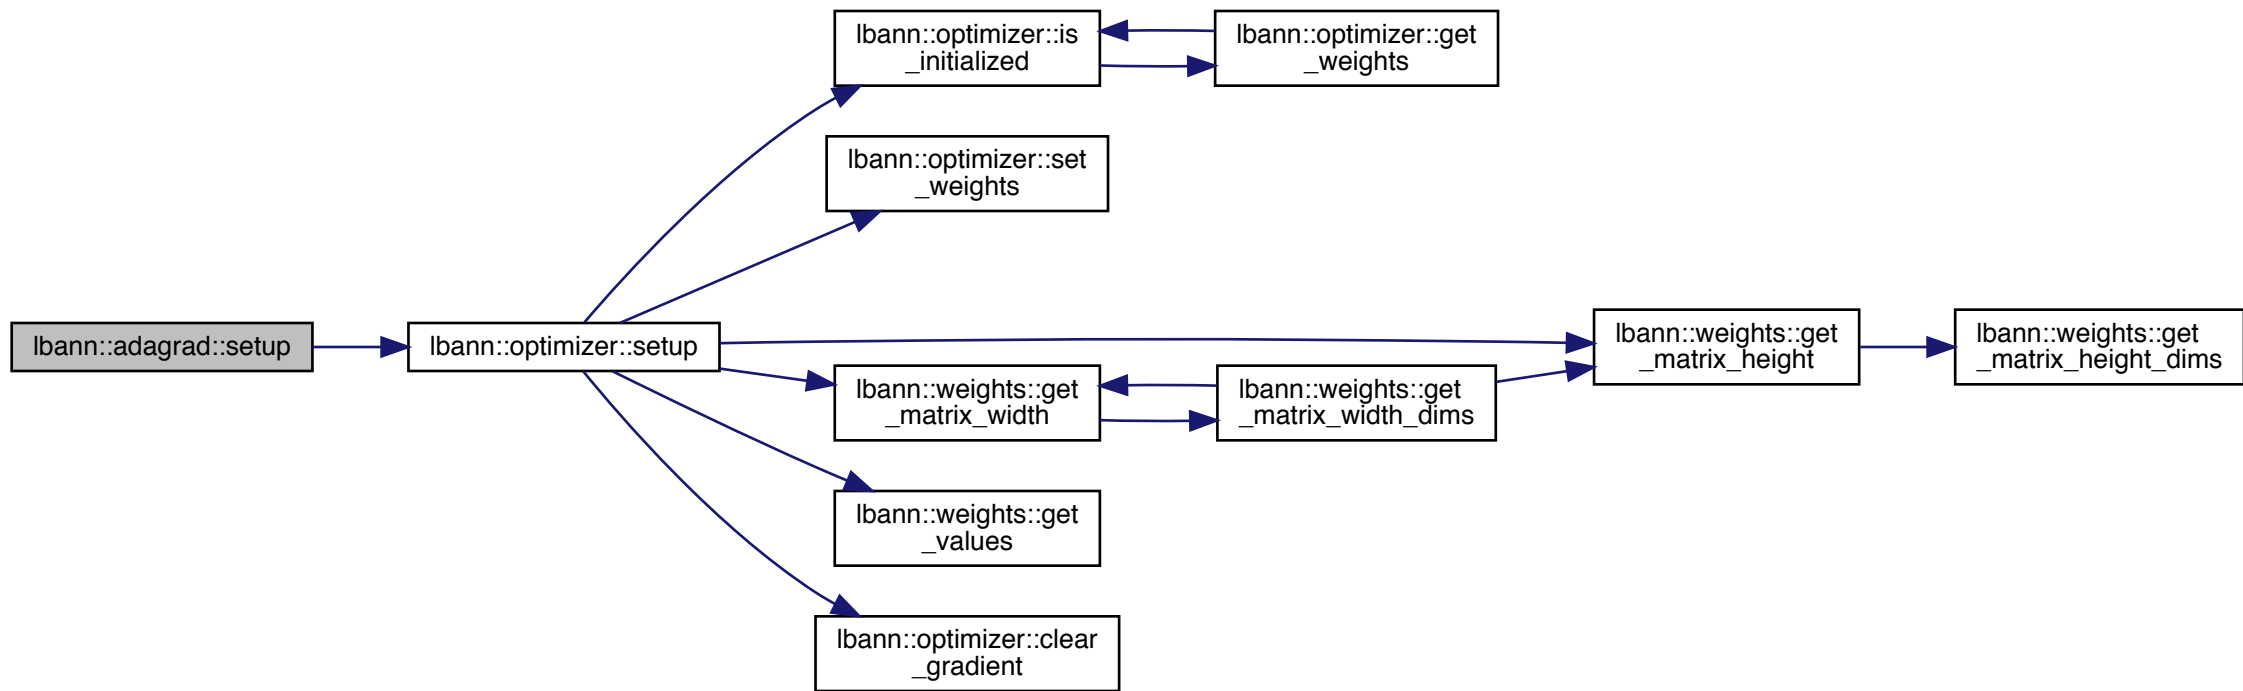 lbann::optimizer::is
_initialized
lbann::optimizer::get
_weights
lbann::optimizer::set
_weights
lbann::adagrad::setup
lbann::optimizer::setup
lbann::weights::get
_matrix_height
lbann::weights::get
_matrix_height_dims
lbann::weights::get
_matrix_width
lbann::weights::get
_matrix_width_dims
lbann::weights::get
_values
lbann::optimizer::clear
_gradient